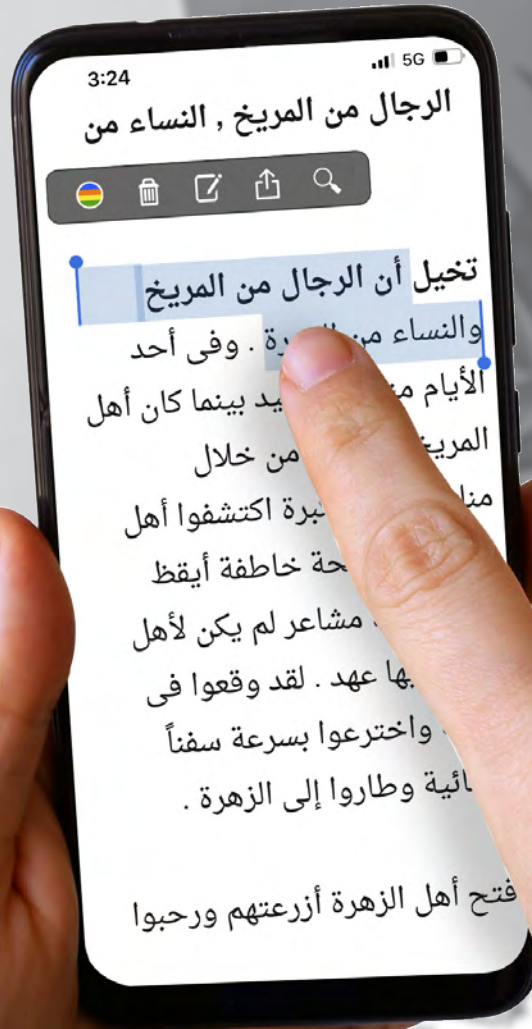 3:24
5G
الرجال من المريخ , النساء من
تخيل أن الرجال من المريخ
والنساء من . وفى أحد
الأيام بينما كان أهل
من خلال
اكتشفوا أهل
خاطفة أيقظ
مشاعر لم يكن لأهل
عهد . لقد وقعوا فى
واخترعوا بسرعة سفناً
وطاروا إلى الزهرة .
فتح أهل الزهرة أزرعتهم ورحبوا